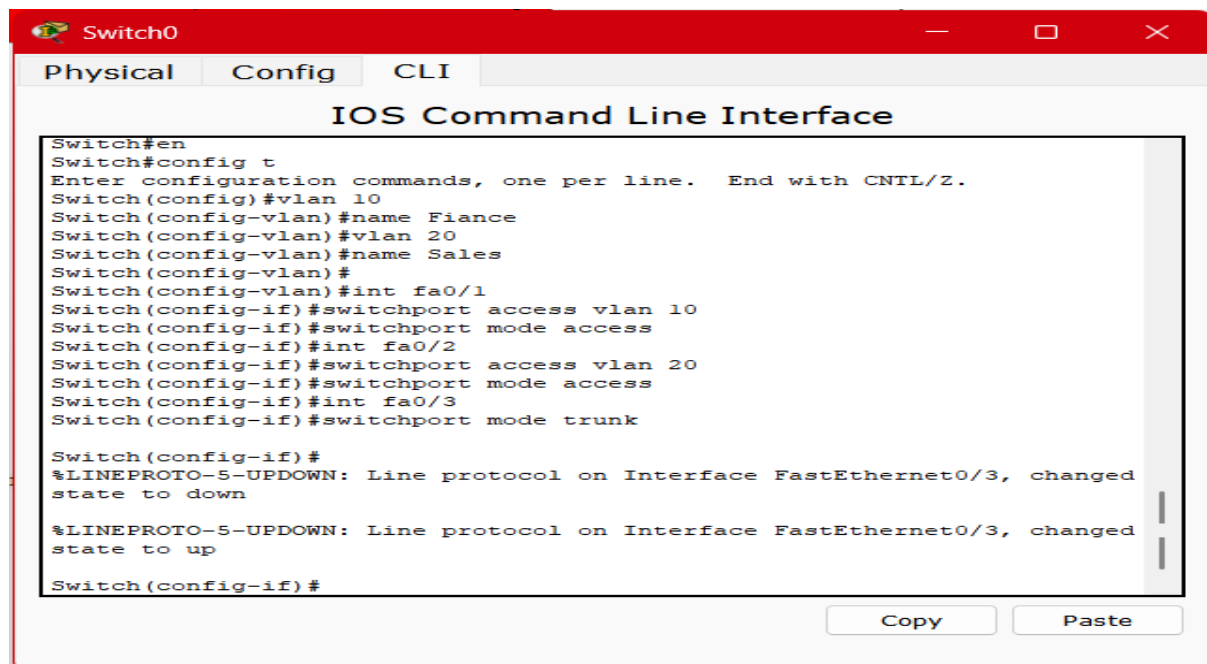 Switch0
Physical Config CLI
IOS Command Line Interface
Switch#en
Switch#config t
Enter configuration commands, one per line.  End with CNTL/Z.
Switch(config)#vlan 10
Switch(config-vlan)#name Fiance
Switch(config-vlan)#vlan 20
Switch(config-vlan)#name Sales
Switch(config-vlan)#
Switch(config-vlan)#int fa0/1
Switch(config-if)#switchport access vlan 10
Switch(config-if)#switchport mode access
Switch(config-if)#int fa0/2
Switch(config-if)#switchport access vlan 20
Switch(config-if)#switchport mode access
Switch(config-if)#int fa0/3
Switch(config-if)#switchport mode trunk
Switch(config-if)#
%LINEPROTO-5-UPDOWN: Line protocol on Interface FastEthernet0/3, changed
state to down
%LINEPROTO-5-UPDOWN: Line protocol on Interface FastEthernet0/3, changed
state to up
Switch(config-if)#
Copy Paste